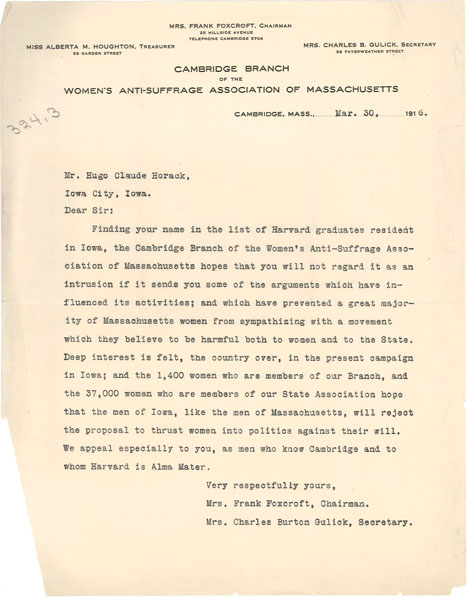 MRS. FRANK FOXCROFT, CHAIRMAN
25 HILLSIDE AVENUE
TELEPHONE CAMBRIDGE 5706
MISS ALBERTA M. HOUGHTON, TREASURER
58 GARDEN STREET
MRS. CHARLES B. GULICK, SECRETARY
59 FAYERWEATHER STREET
CAMBRIDGE BRANCH
OF THE
WOMEN'S ANTI-SUFFRAGE ASSOCIATION OF MASSACHUSETTS
CAMBRIDGE, MASS., Mar. 30, 1916.
324.3
Mr. Hugo Claude Horack,
Iowa City, Iowa.
Dear Sir:
Finding your name in the list of Harvard graduates resident
in Iowa, the Cambridge Branch of the Women's Anti-Suffrage Asso-
ciation of Massachusetts hopes that you will not regard it as an
intrusion if it sends you some of the arguments which have in-
fluenced its activities; and which have prevented a great major-
ity of Massachusetts women from sympathizing with a movement
which they believe to be harmful both to women and to the State.
Deep interest is felt, the country over, in the present campaign
in Iowa; and the 1,400 women who are members of our Branch, and
the 37,000 women who are members of our State Association hope
that the men of Iowa, like the men of Massachusetts, will reject
the proposal to thrust women into politics against their will.
We appeal especially to you, as men who know Cambridge and to
whom Harvard is Alma Mater.
Very respectfully yours,
Mrs. Frank Foxcroft, Chairman.
Mrs. Charles Burton Gulick, Secretary.